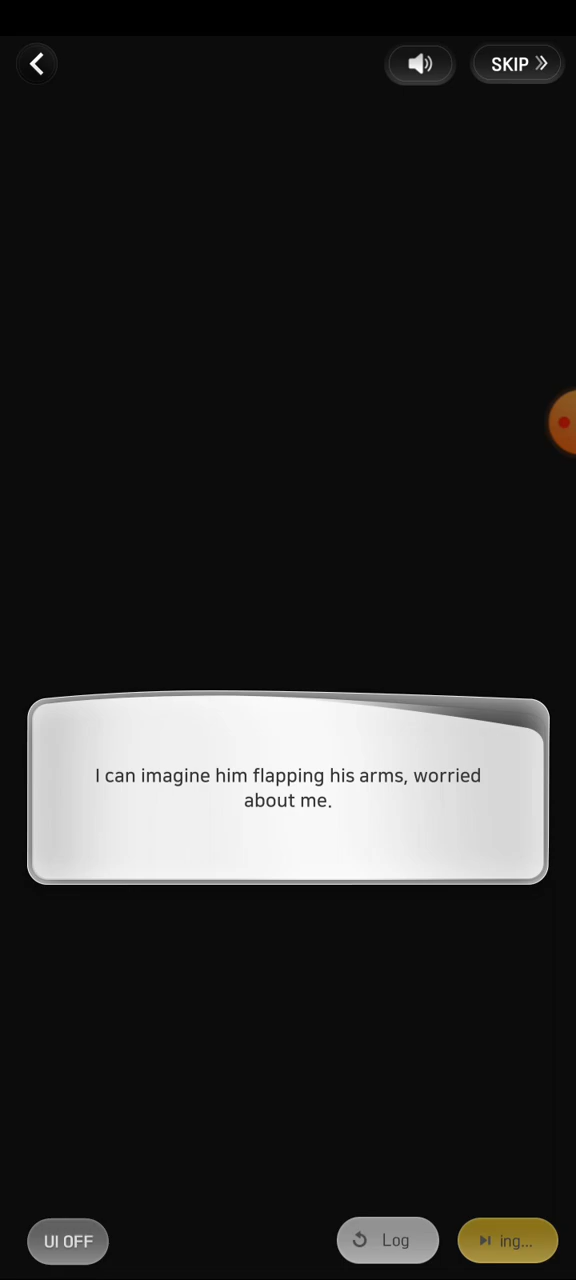 SKIP
I can imagine him flapping his arms, worried
about me.
UI OFF
Log
ing...